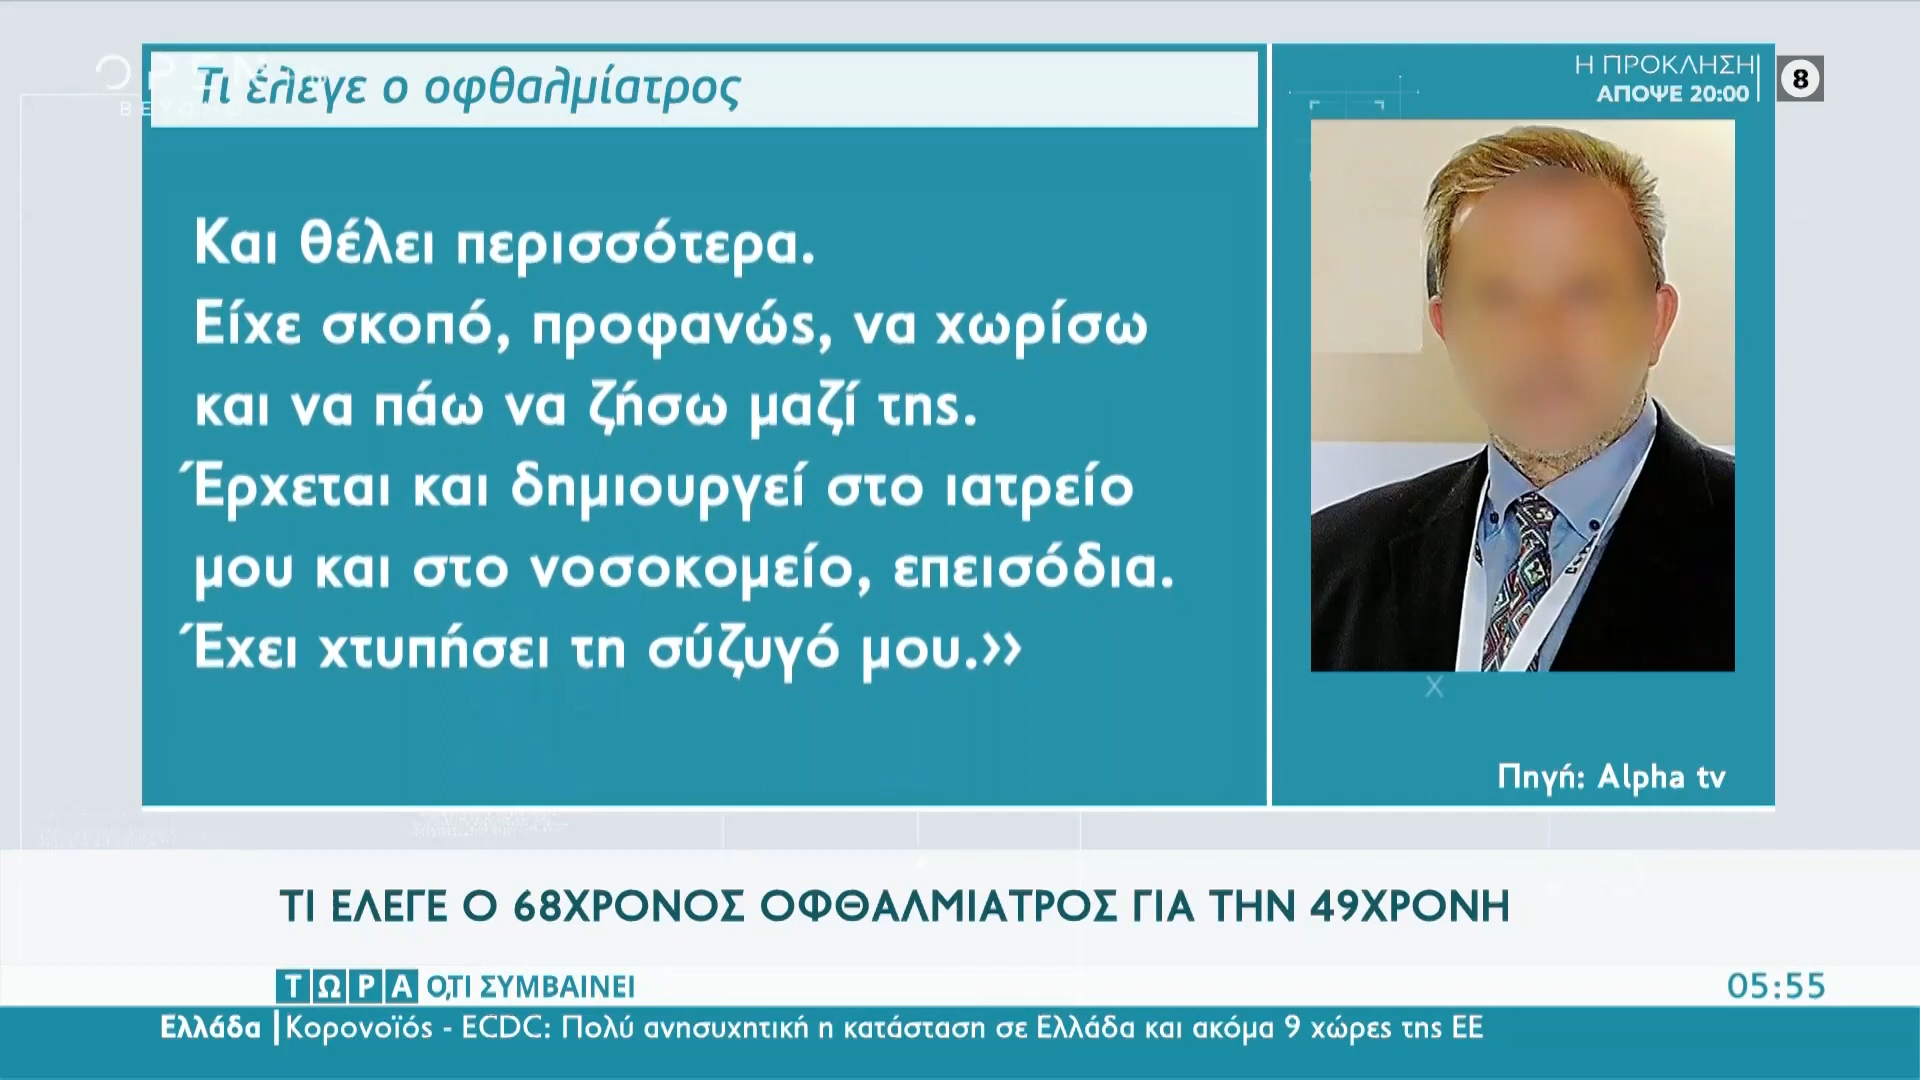 OPEN
BEYOND
Τι έλεγε ο οφθαλμίατρος
Η ΠΡΟΚΛΗΣΗ
ΑΠΟΨΕ 20:00
8
Και θέλει περισσότερα.
Είχε σκοπό, προφανώς, να χωρίσω
και να πάω να ζήσω μαζί της.
Έρχεται και δημιουργεί στο ιατρείο
μου και στο νοσοκομείο, επεισόδια.
Έχει χτυπήσει τη σύζυγό μου.»
Πηγή: Alpha tv
ΤΙ ΕΛΕΓΕ Ο 68ΧΡΟΝΟΣ ΟΦΘΑΛΜΙΑΤΡΟΣ ΓΙΑ ΤΗΝ 49ΧΡΟΝΗ
ΤΩΡΑ Ο,ΤΙ ΣΥΜΒΑΙΝΕΙ
05:55
Ελλάδα | Κορονοϊός - ECDC: Πολύ ανησυχητική η κατάσταση σε Ελλάδα και ακόμα 9 χώρες της ΕΕ